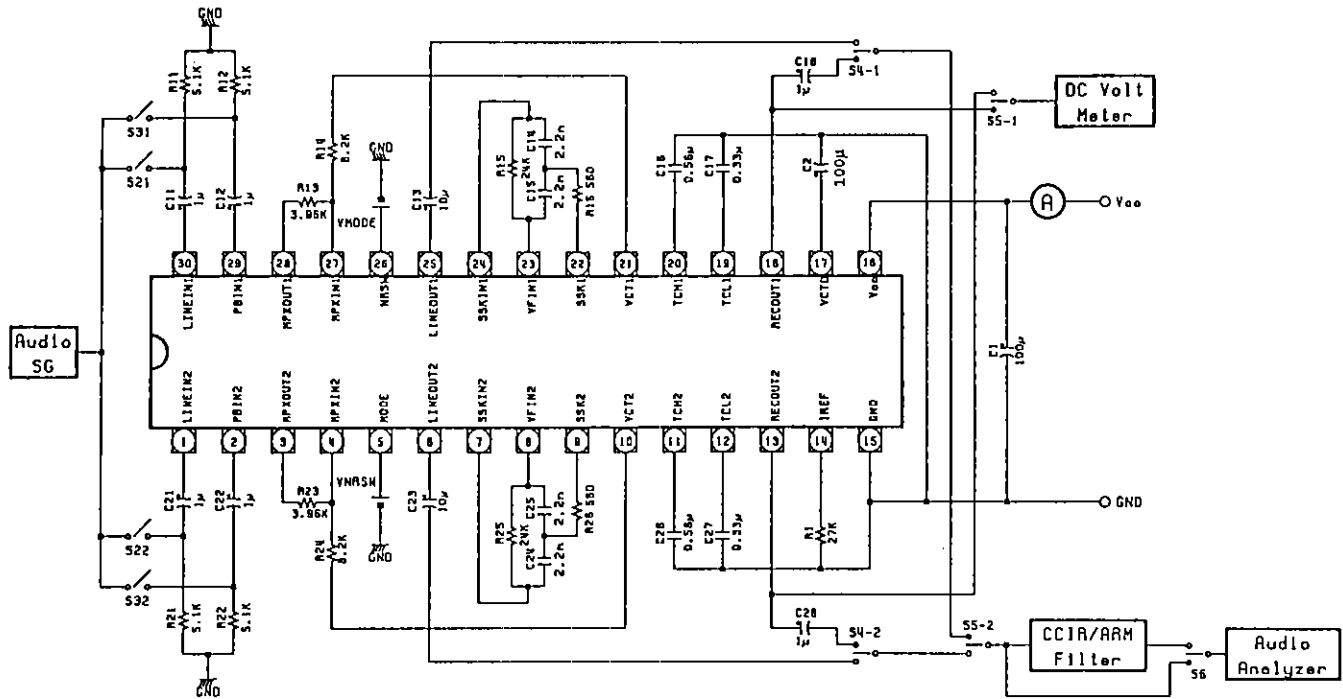 GND
R11
5.1K
R12
5.1K
S31
S21
C11
1μ
C12
1μ
R14
8.2K
R13
3.96K
GND
VMODE
C13
10μ
R15
24K
C14
2.2n
C15
2.2n
R16 560
C16
0.56μ
C17
0.33μ
C18
1μ
S4-1
C2
100μ
S5-1
DC Volt
Meter
A
30
29
28
27
26
25
24
23
22
21
20
19
18
17
16
LINEIN1
PBIN1
MPXOUT1
MPXIN1
NRSW
LINEOUT1
SSKIN1
VFIN1
SSK1
VCT1
TCH1
TCL1
RECOUT1
Audio
SG
C1
100μ
LINEIN2
PBIN2
MPXOUT2
MPXIN2
MODE
LINEOUT2
SSKIN2
VFIN2
SSK2
VCT2
TCH2
TCL2
RECOUT2
IREF
GND
1
2
3
4
5
6
7
8
9
10
11
12
13
14
15
C21
1μ
C22
1μ
R23
3.96K
VNRSW
R24
8.2K
GND
C23
10μ
R25
24K
C25
2.2n
C24
2.2n
R26 560
C26
0.56μ
C27
0.33μ
R1
27K
GND
S22
S32
R21
5.1K
R22
5.1K
GND
C28
1μ
S4-2
S5-2
CCIR/ARM
Filter
S6
Audio
Analyzer